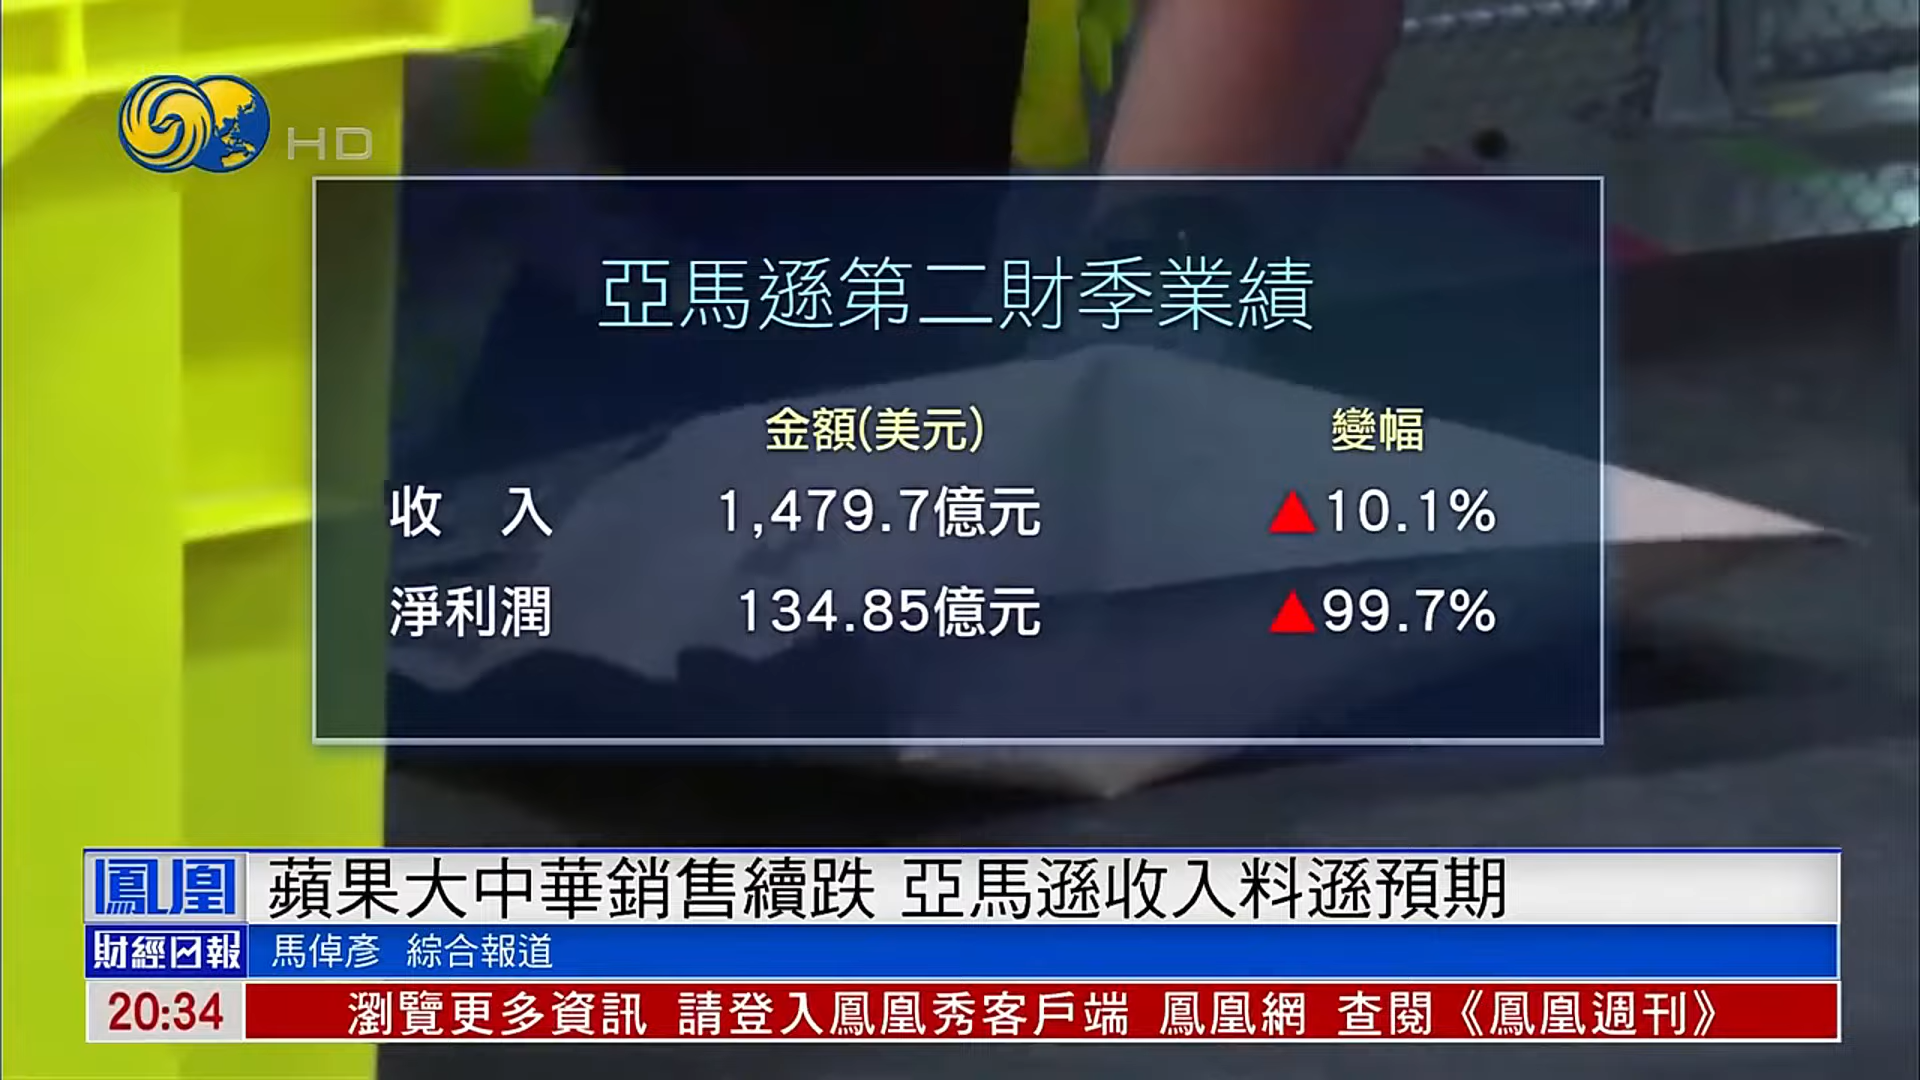 HD
亞馬遜第二財季業績
金額(美元) 變幅
收 入 1,479.7億元 ▲10.1%
淨利潤 134.85億元 ▲99.7%
鳳凰 蘋果大中華銷售續跌 亞馬遜收入料遜預期
財經日報 馬倬彥 綜合報道
20:34 瀏覽更多資訊 請登入鳳凰秀客戶端 鳳凰網 查閱《鳳凰週刊》